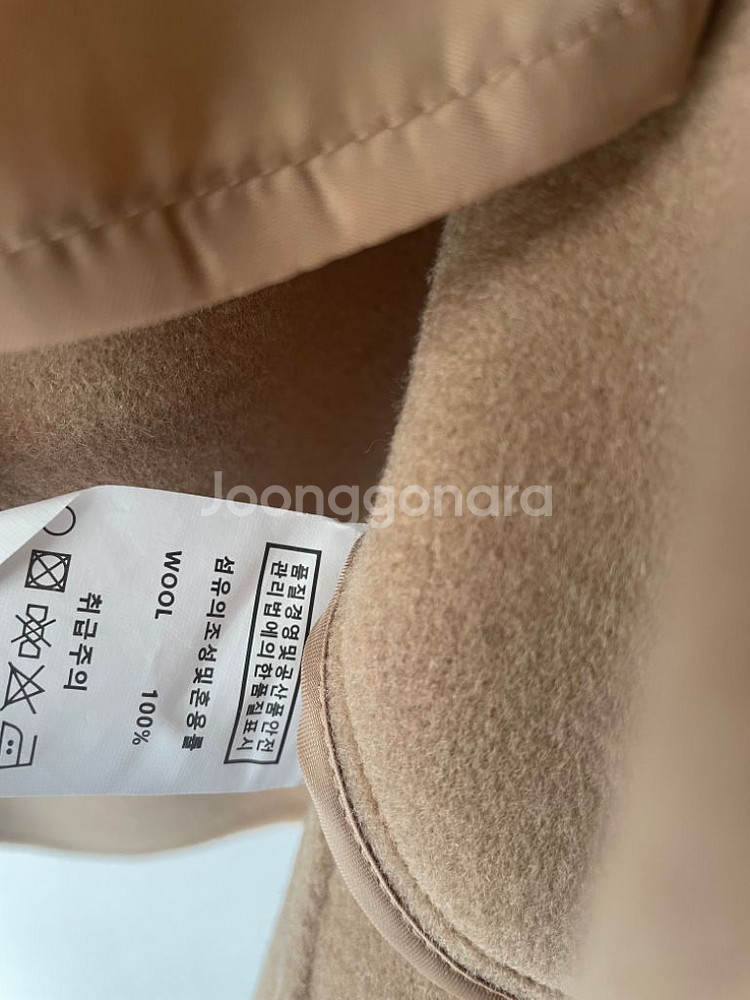 Joonggonara
품질경영및공산품안전
관리법에의한품질표시
섬유의조성및혼용률
WOOL 100%
취급주의